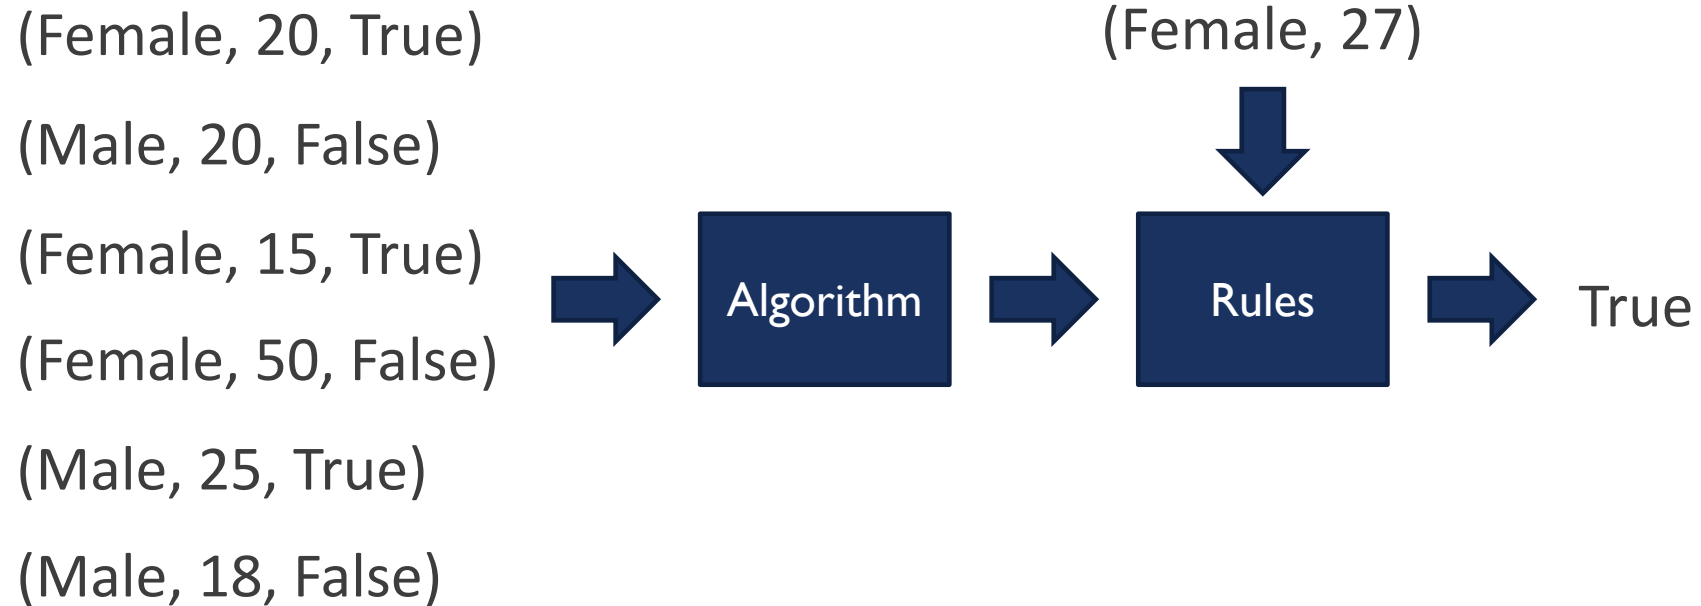 (Female, 20, True)
(Male, 20, False)
(Female, 15, True)
(Female, 50, False)
(Male, 25, True)
(Male, 18, False)
Algorithm
(Female, 27)
Rules
True